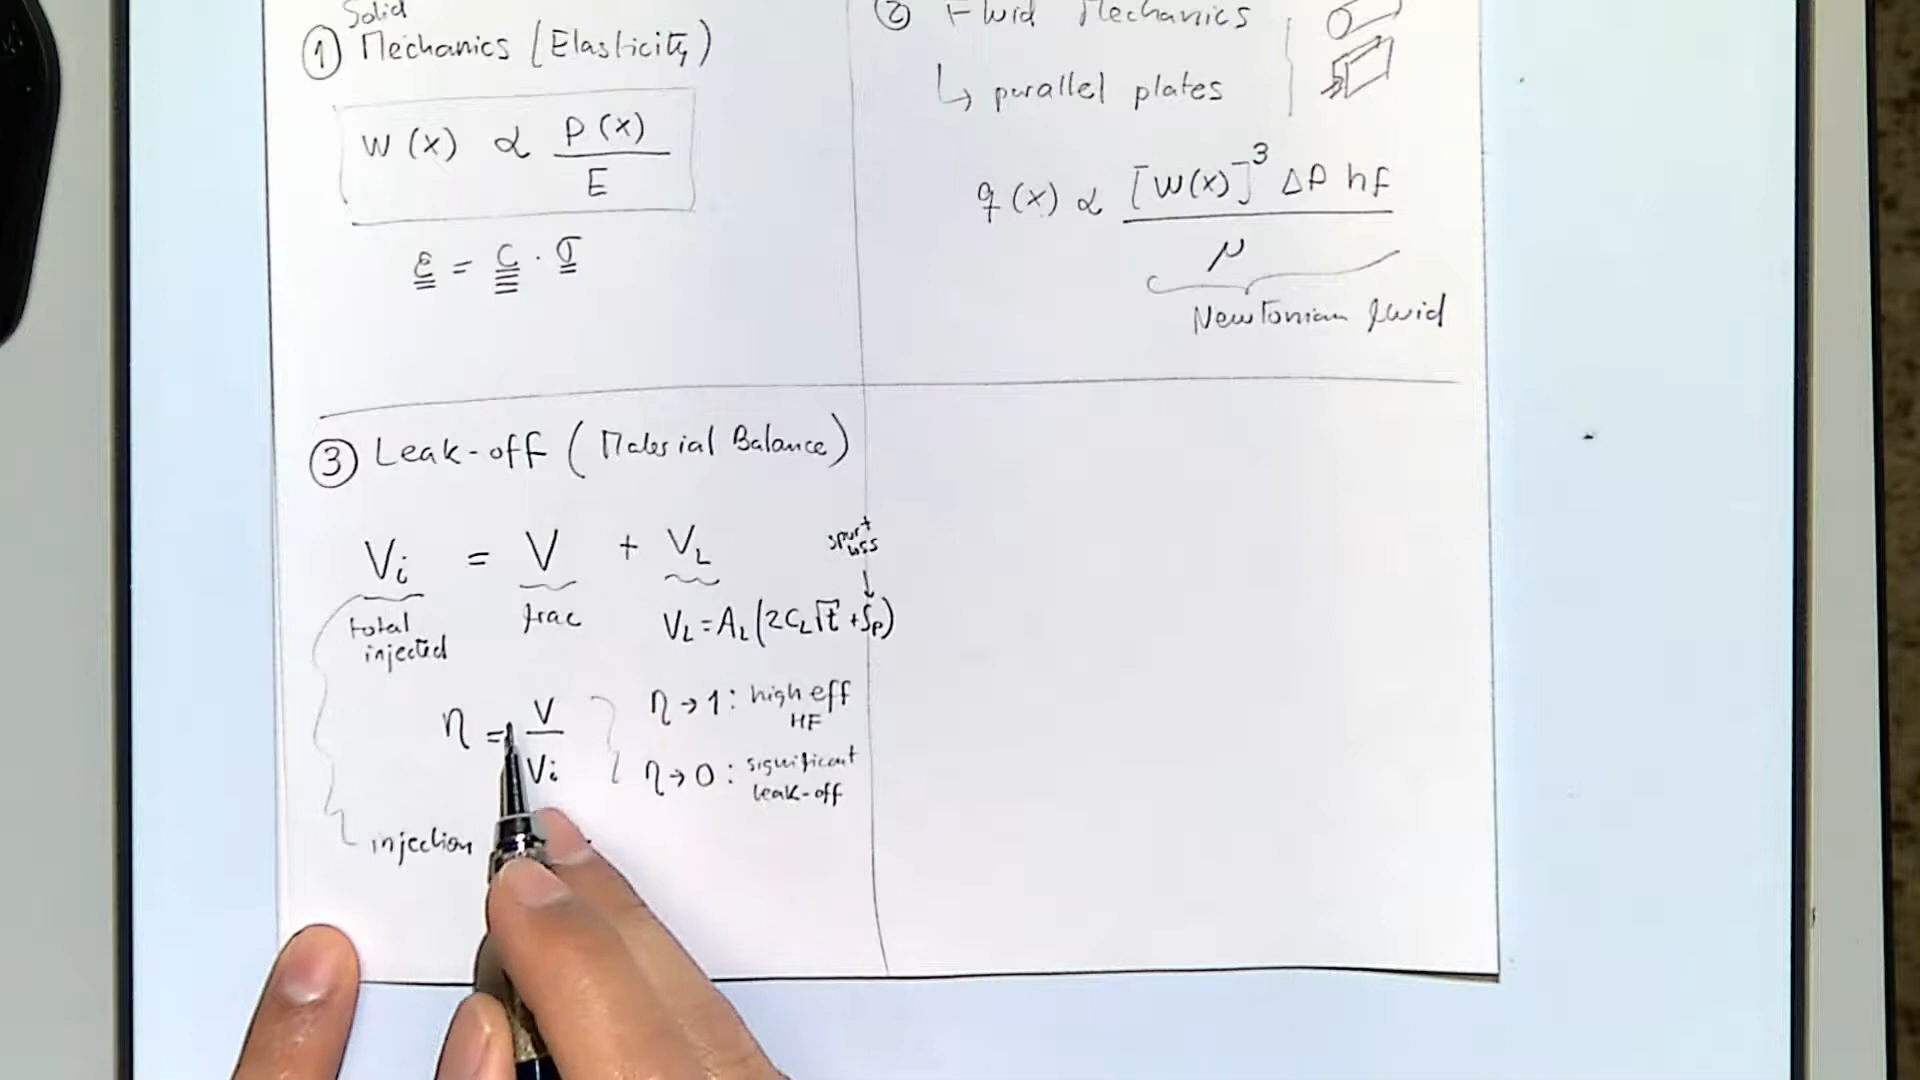 Solid
① Mechanics (Elasticity)
W(x) ∝ P(x) / E
ε = C · σ
② Fluid Mechanics
↳ parallel plates
q(x) ∝ [W(x)]³ ΔP hf / μ
Newtonian fluid
③ Leak-off (Material Balance)
Vi = V + VL
total injected
frac
spurt loss
↓
VL = AL (2CL√t + Sp)
η = V / Vi
η → 1 : high eff HF
η → 0 : significant leak-off
injection